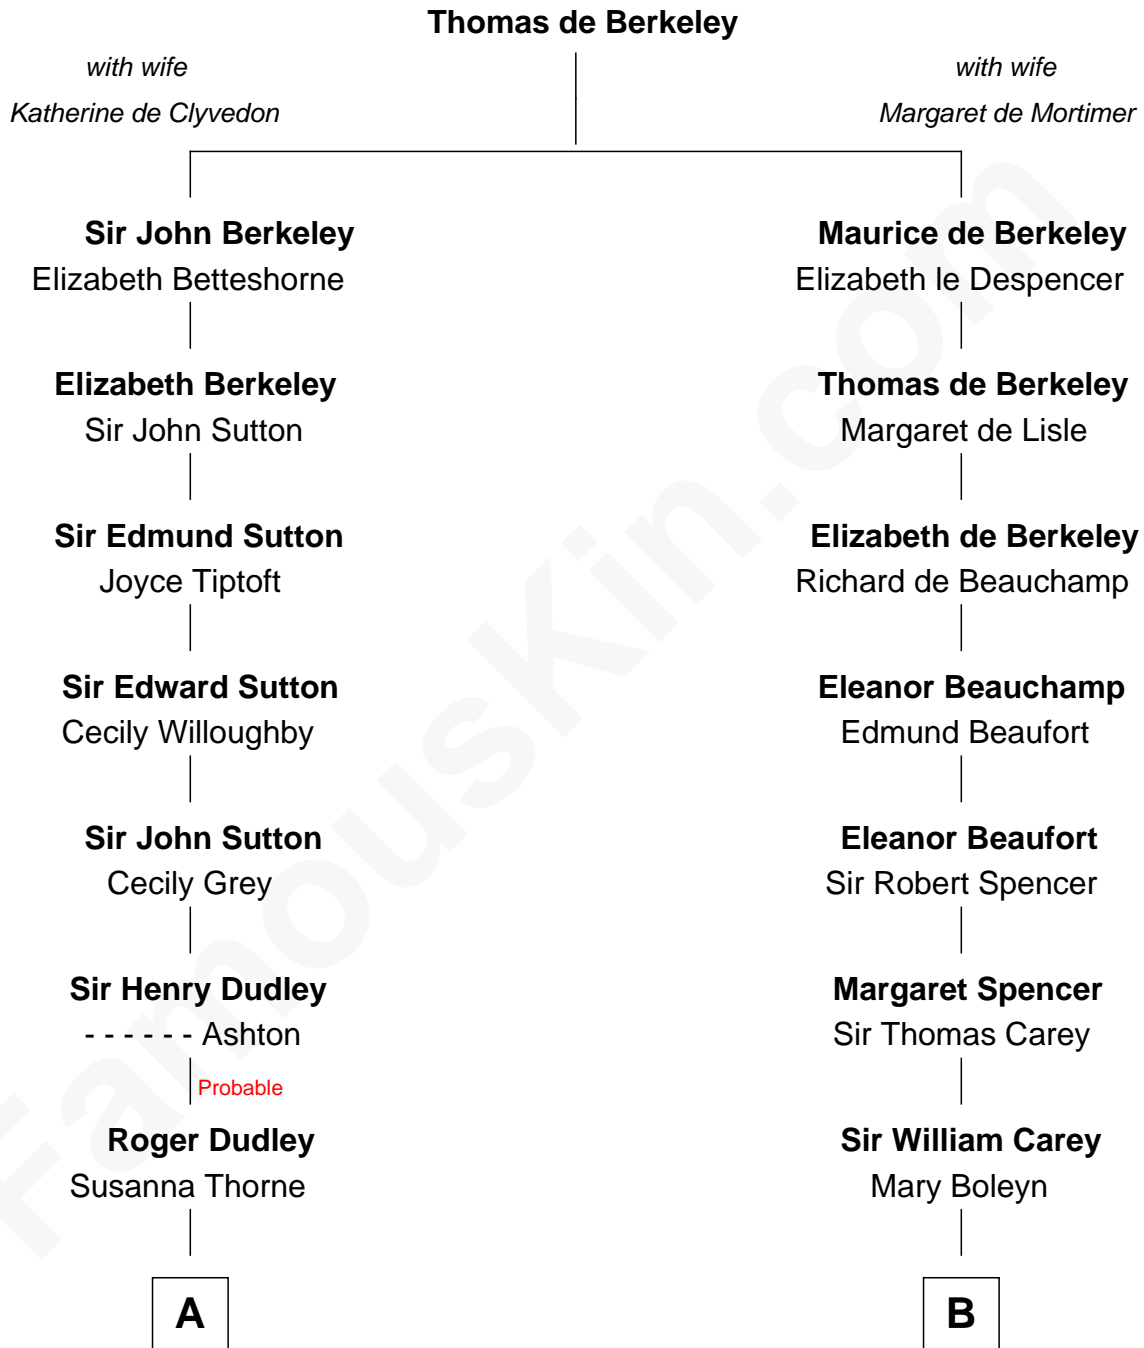 Thomas de Berkeley
with wife
Katherine de Clyvedon
with wife
Margaret de Mortimer
Sir John Berkeley
Elizabeth Betteshorne
Maurice de Berkeley
Elizabeth le Despencer
Elizabeth Berkeley
Sir John Sutton
Thomas de Berkeley
Margaret de Lisle
Sir Edmund Sutton
Joyce Tiptoft
Elizabeth de Berkeley
Richard de Beauchamp
Sir Edward Sutton
Cecily Willoughby
Eleanor Beauchamp
Edmund Beaufort
Sir John Sutton
Cecily Grey
Eleanor Beaufort
Sir Robert Spencer
Sir Henry Dudley
- - - - - - Ashton
Probable
Margaret Spencer
Sir Thomas Carey
Roger Dudley
Susanna Thorne
Sir William Carey
Mary Boleyn
A
B
FamousKin.com